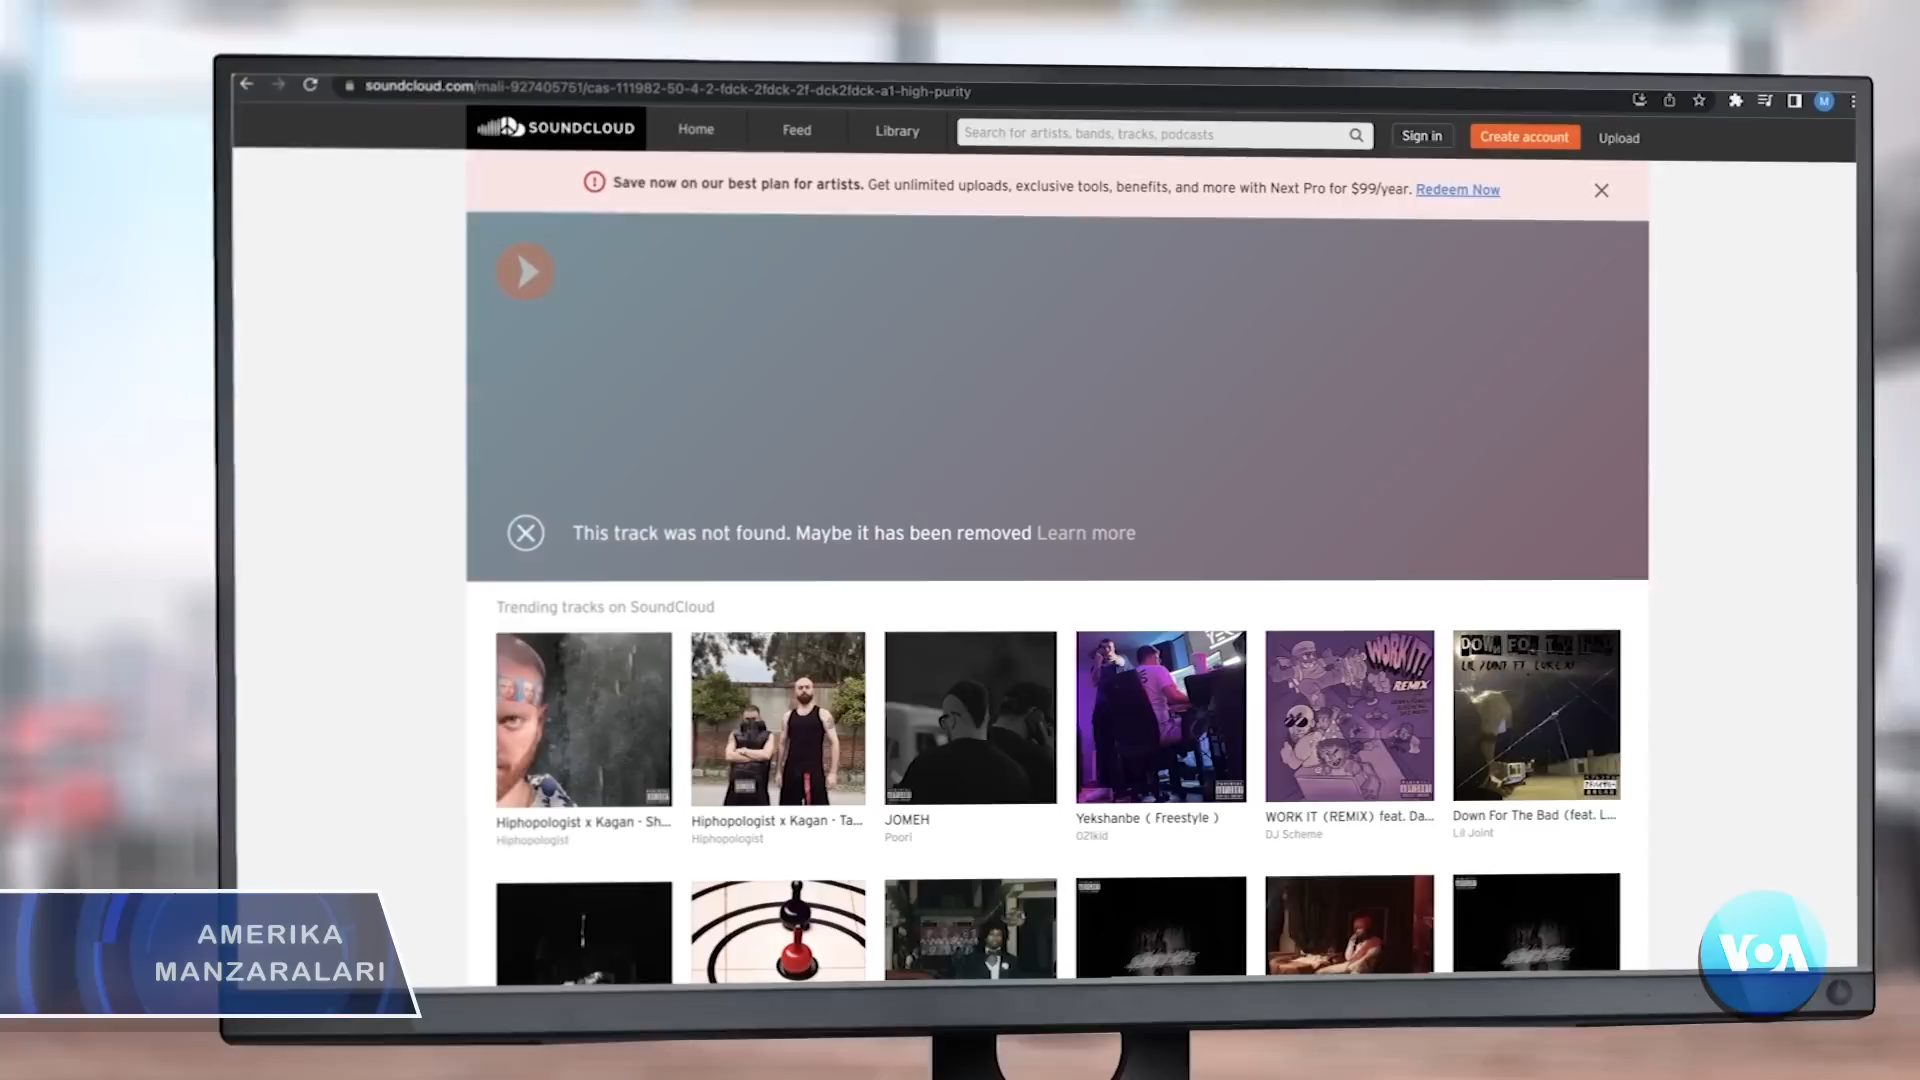 soundcloud.com/mali-927405751/cas-111982-50-4-2-fdck-2fdck-2f-dck2fdck-a1-high-purity
M
SOUNDCLOUD
Home
Feed
Library
Search for artists, bands, tracks, podcasts
Sign in
Create account
Upload
Save now on our best plan for artists. Get unlimited uploads, exclusive tools, benefits, and more with Next Pro for $99/year. Redeem Now
This track was not found. Maybe it has been removed Learn more
Trending tracks on SoundCloud
WORK IT!
REMIX
Hiphopologist x Kagan - Sh...
Hiphopologist
Hiphopologist x Kagan - Ta...
Hiphopologist
JOMEH
Poori
Yekshanbe ( Freestyle )
021kid
WORK IT (REMIX) feat. Da...
DJ Scheme
Down For The Bad (feat. L...
Lil Joint
AMERIKA
MANZARALARI
VOA